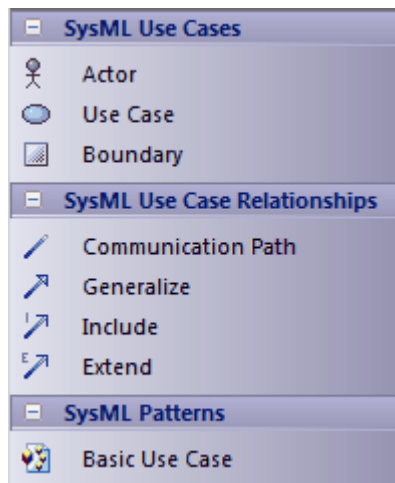 SysML Use Cases
Actor
Use Case
Boundary
SysML Use Case Relationships
Communication Path
Generalize
Include
Extend
SysML Patterns
Basic Use Case